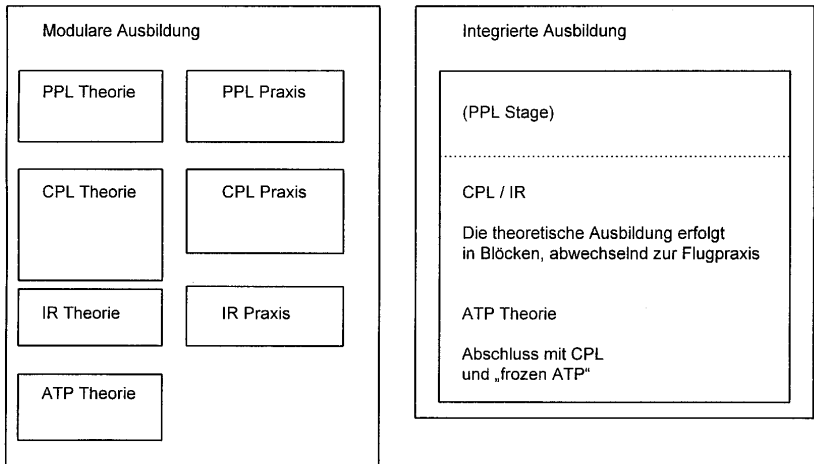 Modulare Ausbildung
PPL Theorie
PPL Praxis
CPL Theorie
CPL Praxis
IR Theorie
IR Praxis
ATP Theorie
Integrierte Ausbildung
(PPL Stage)
CPL / IR
Die theoretische Ausbildung erfolgt
in Blöcken, abwechselnd zur Flugpraxis
ATP Theorie
Abschluss mit CPL
und „frozen ATP“